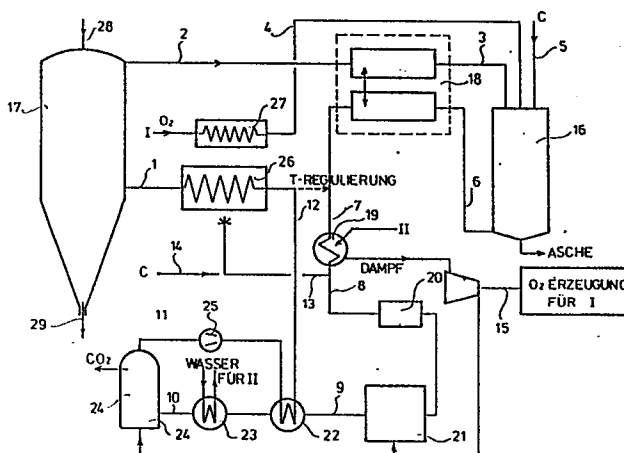 28
2
4
C
3
5
17
18
16
I O₂
27
1
26
T-REGULIERUNG
6
12
7
19
II
C
14
DAMPF
ASCHE
13
8
20
O₂ ERZEUGUNG
FÜR I
15
29
11
25
CO₂
WASSER
FÜR II
24
10
9
24
23
22
21